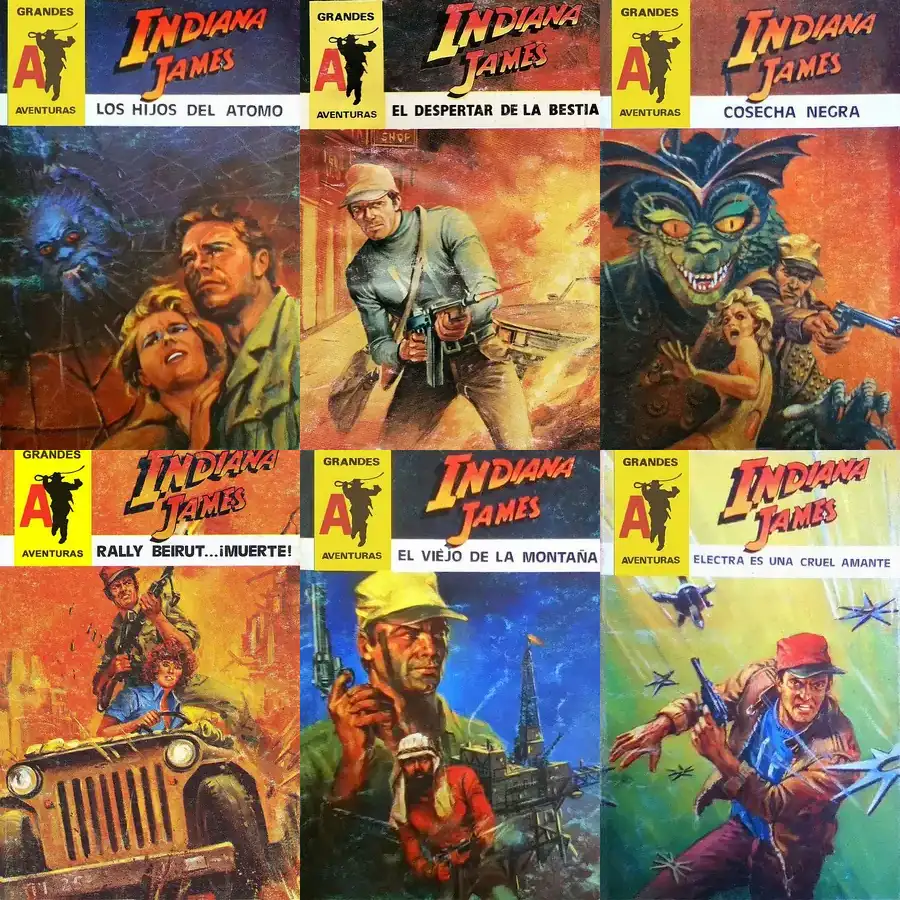 GRANDES
A
AVENTURAS
INDIANA
JAMES
LOS HIJOS DEL ATOMO
GRANDES
A
AVENTURAS
INDIANA
JAMES
EL DESPERTAR DE LA BESTIA
SHOP
GRANDES
A
AVENTURAS
INDIANA
JAMES
COSECHA NEGRA
GRANDES
A
AVENTURAS
INDIANA
JAMES
RALLY BEIRUT...¡MUERTE!
GRANDES
A
AVENTURAS
INDIANA
JAMES
EL VIEJO DE LA MONTAÑA
GRANDES
A
AVENTURAS
INDIANA
JAMES
ELECTRA ES UNA CRUEL AMANTE